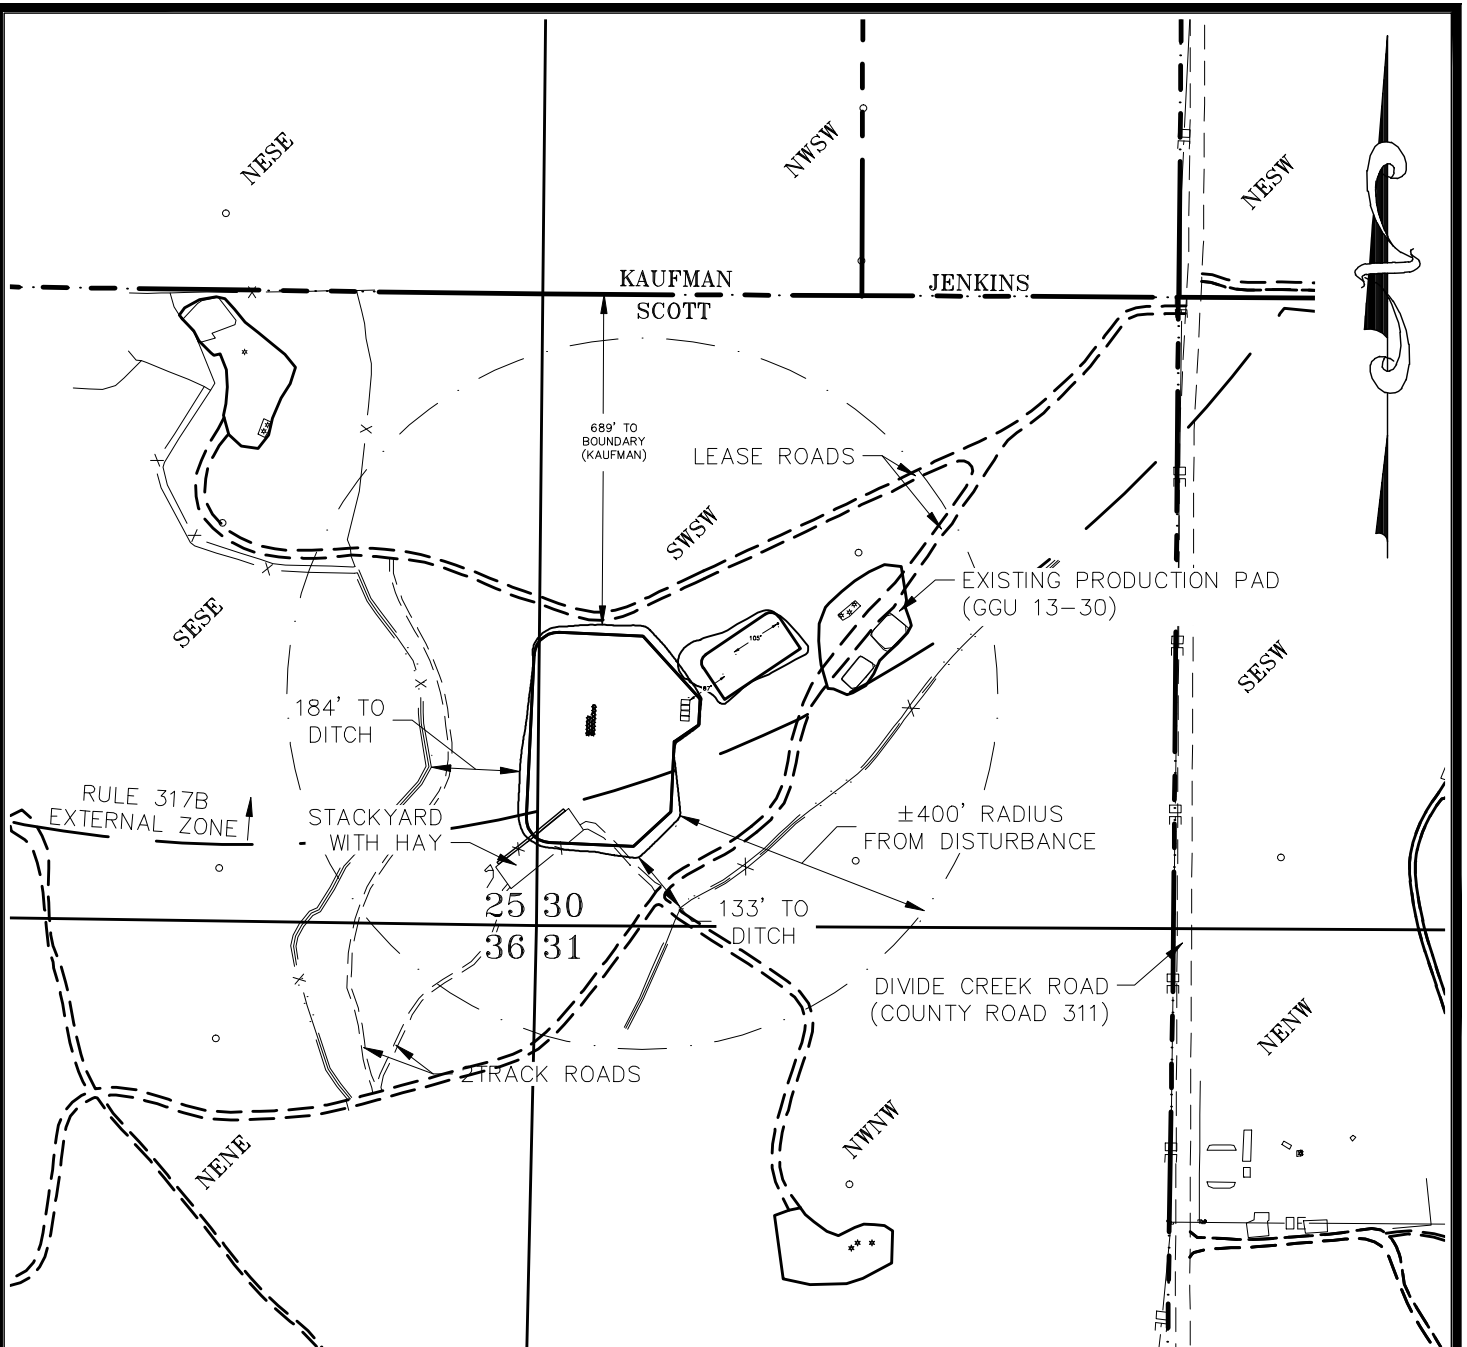 NESE
NWSW
NESW
KAUFMAN
JENKINS
SCOTT
689' TO
BOUNDARY
(KAUFMAN)
LEASE ROADS
SWSW
EXISTING PRODUCTION PAD
(GGU 13-30)
SESE
105'
SESW
87'
184' TO
DITCH
RULE 317B
EXTERNAL ZONE
STACKYARD
WITH HAY
±400' RADIUS
FROM DISTURBANCE
25 30
36 31
133' TO
DITCH
DIVIDE CREEK ROAD
(COUNTY ROAD 311)
NENW
2TRACK ROADS
NWNW
NENE